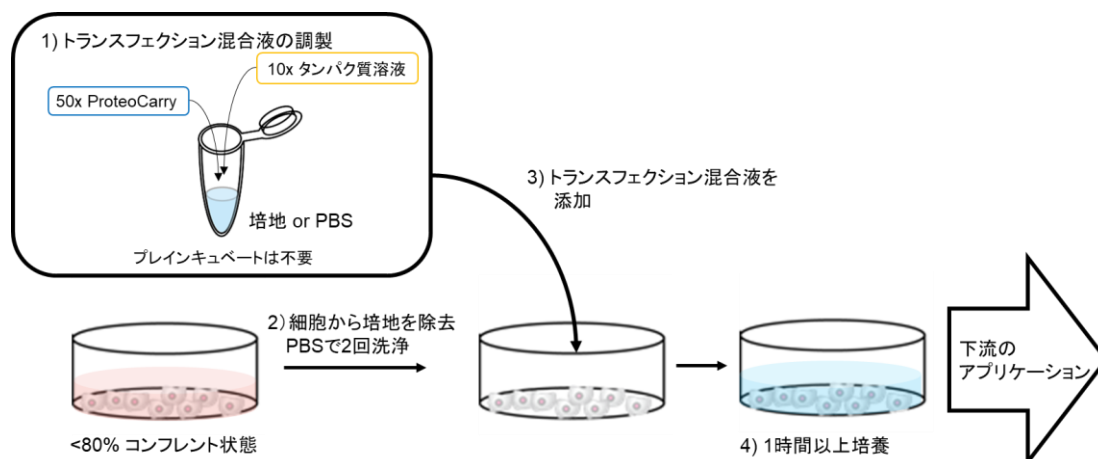 1) トランスフェクション混合液の調製
10x タンパク質溶液
50x ProteoCarry
培地 or PBS
プレインキュベートは不要
3) トランスフェクション混合液を
添加
2) 細胞から培地を除去
PBSで2回洗浄
<80% コンフレント状態
4) 1時間以上培養
下流の
アプリケーション